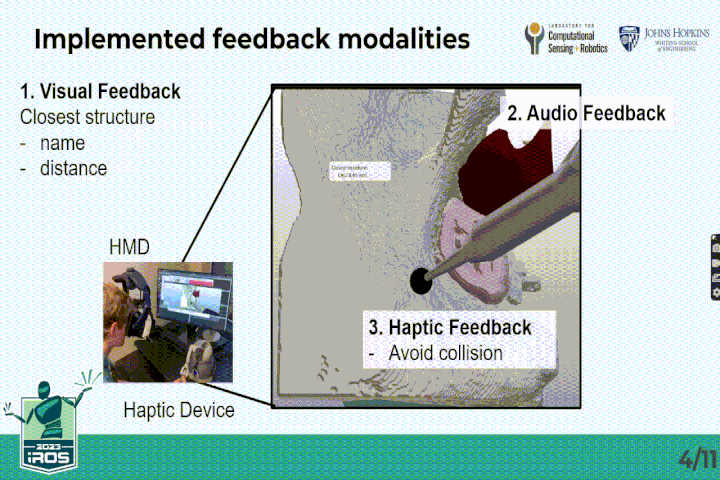 Implemented feedback modalities
LABORATORY FOR
Computational
Sensing + Robotics
JOHNS HOPKINS
WHITING SCHOOL
of ENGINEERING
1. Visual Feedback
Closest structure
- name
- distance
2. Audio Feedback
HMD
3. Haptic Feedback
- Avoid collision
Haptic Device
2023
IROS
4/11